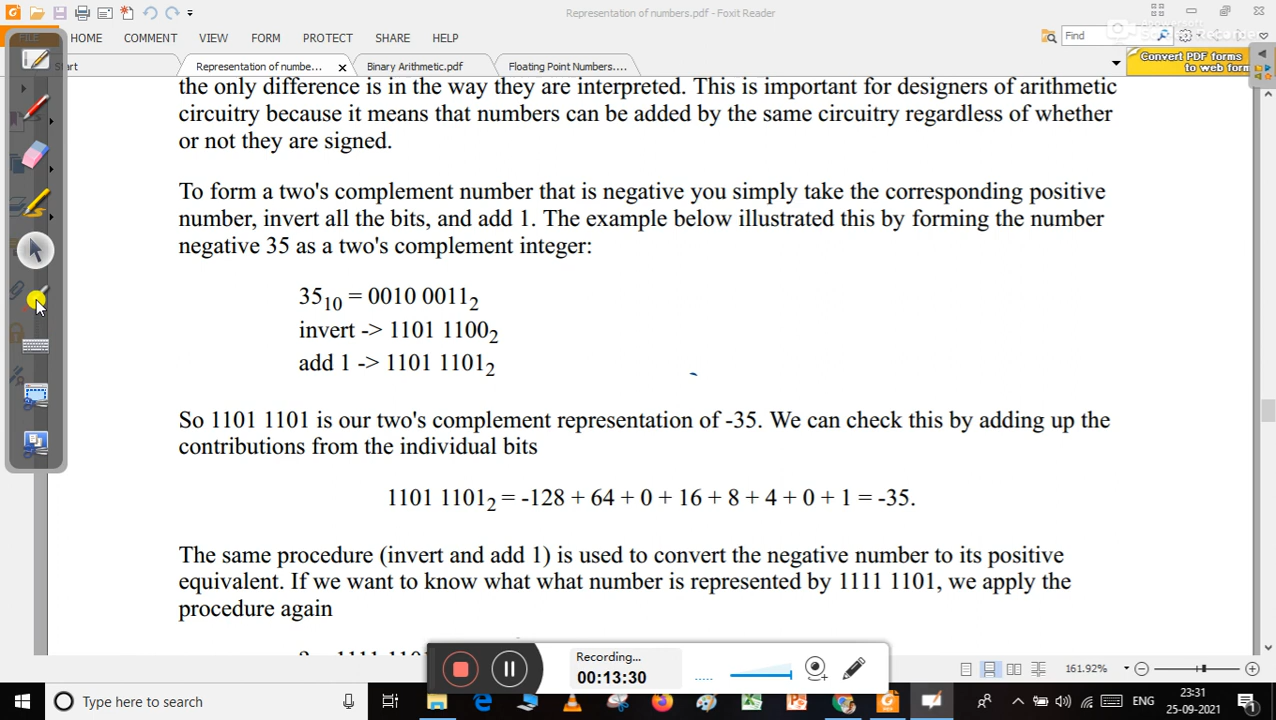 Representation of numbers.pdf - Foxit Reader
FILE HOME COMMENT VIEW FORM PROTECT SHARE HELP
Find
Start
Representation of numbe...
Binary Arithmetic.pdf
Floating Point Numbers....
Convert PDF forms
to web form
the only difference is in the way they are interpreted. This is important for designers of arithmetic
circuitry because it means that numbers can be added by the same circuitry regardless of whether
or not they are signed.
To form a two's complement number that is negative you simply take the corresponding positive
number, invert all the bits, and add 1. The example below illustrated this by forming the number
negative 35 as a two's complement integer:
35₁₀ = 0010 0011₂
invert -> 1101 1100₂
add 1 -> 1101 1101₂
So 1101 1101 is our two's complement representation of -35. We can check this by adding up the
contributions from the individual bits
1101 1101₂ = -128 + 64 + 0 + 16 + 8 + 4 + 0 + 1 = -35.
The same procedure (invert and add 1) is used to convert the negative number to its positive
equivalent. If we want to know what what number is represented by 1111 1101, we apply the
procedure again
Recording...
00:13:30
161.92%
Type here to search
ENG
23:31
25-09-2021